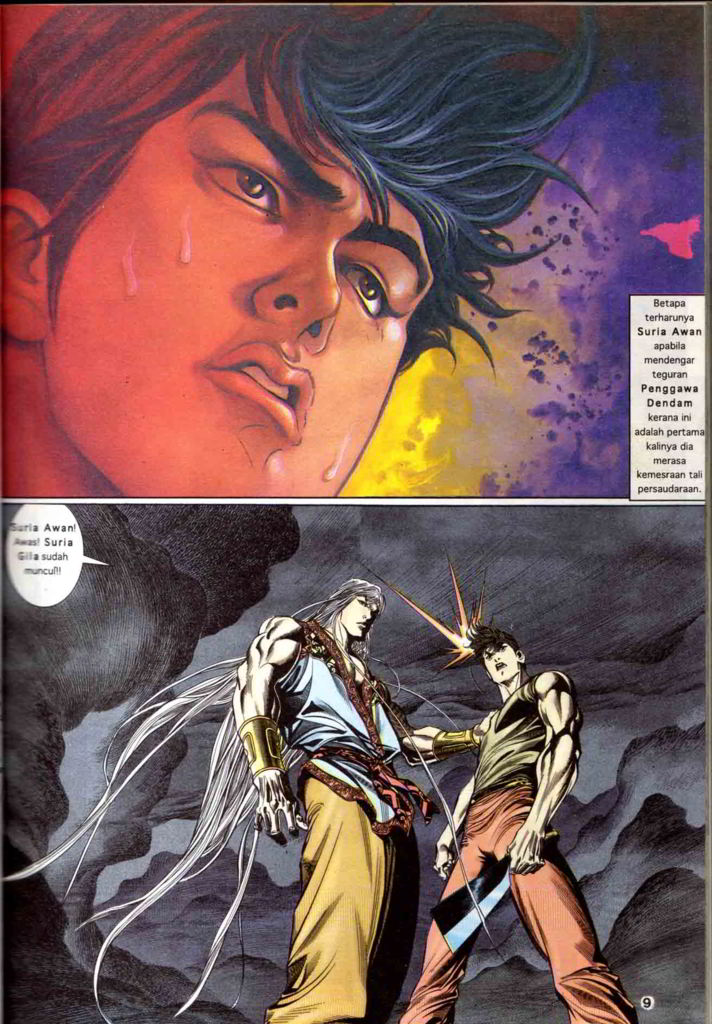 Betapa
terharunya
Suria Awan
apabila
mendengar
teguran
Penggawa
Dendam
kerana ini
adalah pertama
kalinya dia
merasa
kemesraan tali
persaudaraan.
Suria Awan!
Awas! Suria
Gila sudah
muncul!!
9